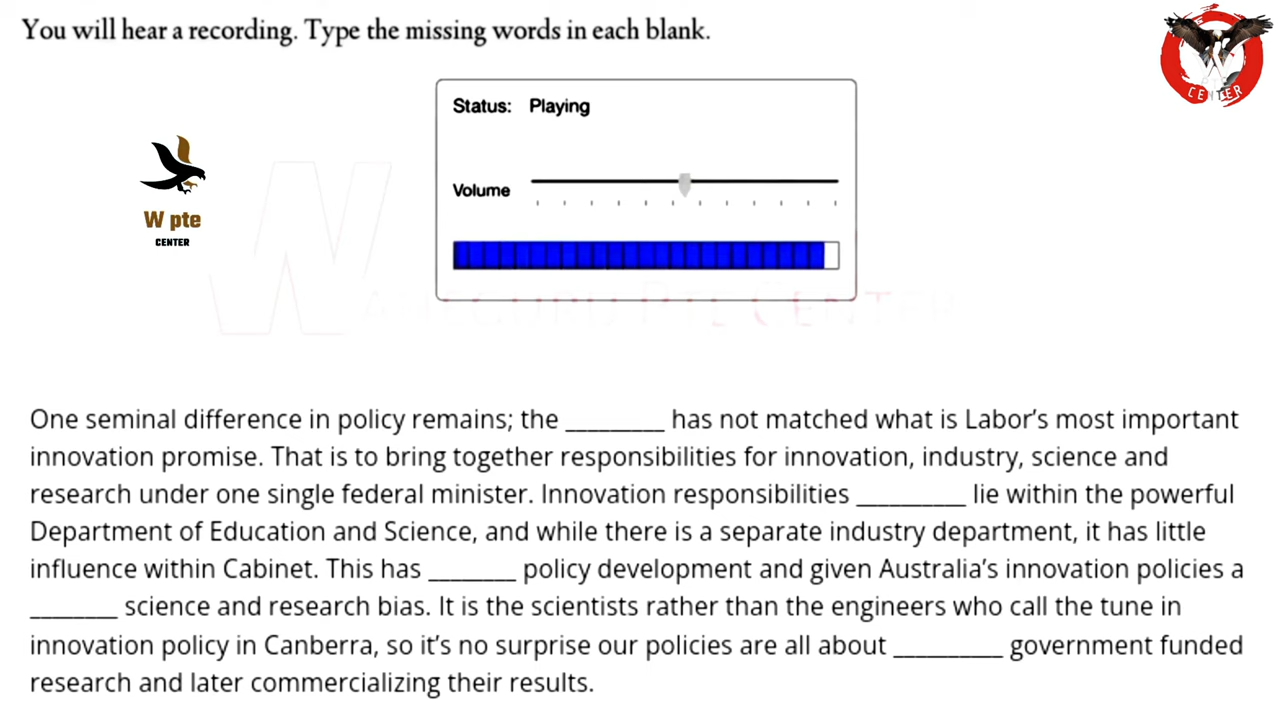 You will hear a recording. Type the missing words in each blank.
CENTER
Status: Playing
W pte
CENTER
Volume
WAHEGURU PTE CENTER
One seminal difference in policy remains; the ________ has not matched what is Labor's most important
innovation promise. That is to bring together responsibilities for innovation, industry, science and
research under one single federal minister. Innovation responsibilities _________ lie within the powerful
Department of Education and Science, and while there is a separate industry department, it has little
influence within Cabinet. This has _______ policy development and given Australia's innovation policies a
_______ science and research bias. It is the scientists rather than the engineers who call the tune in
innovation policy in Canberra, so it's no surprise our policies are all about _________ government funded
research and later commercializing their results.